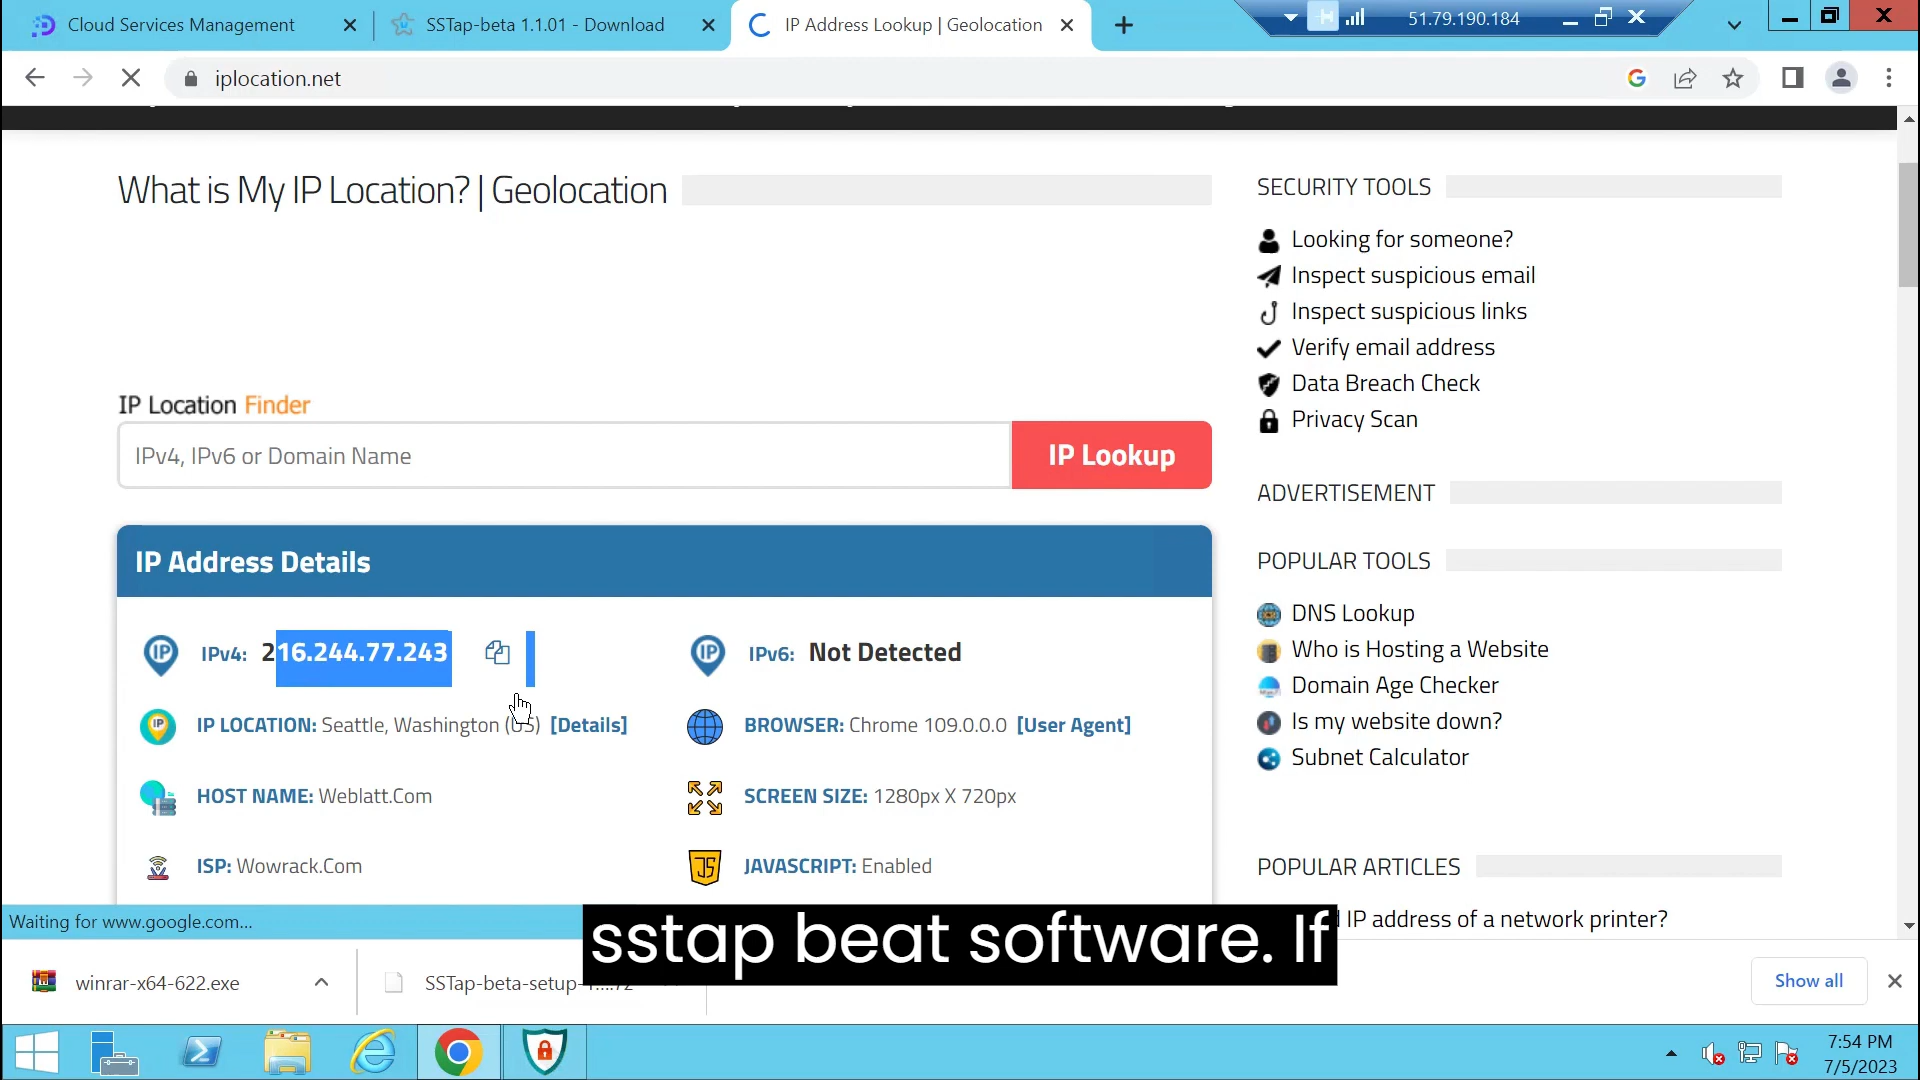 Cloud Services Management
SSTap-beta 1.1.01 - Download
IP Address Lookup | Geolocation
51.79.190.184
iplocation.net
What is My IP Location? | Geolocation
IP Location Finder
IPv4, IPv6 or Domain Name
IP Lookup
IP Address Details
IPv4: 216.244.77.243
IPv6: Not Detected
IP LOCATION: Seattle, Washington (US) [Details]
BROWSER: Chrome 109.0.0.0 [User Agent]
HOST NAME: Weblatt.Com
SCREEN SIZE: 1280px X 720px
ISP: Wowrack.Com
JAVASCRIPT: Enabled
SECURITY TOOLS
Looking for someone?
Inspect suspicious email
Inspect suspicious links
Verify email address
Data Breach Check
Privacy Scan
ADVERTISEMENT
POPULAR TOOLS
DNS Lookup
Who is Hosting a Website
Domain Age Checker
Is my website down?
Subnet Calculator
POPULAR ARTICLES
IP address of a network printer?
Waiting for www.google.com...
sstap beat software. If
winrar-x64-622.exe
SSTap-beta-setup-
Show all
7:54 PM
7/5/2023